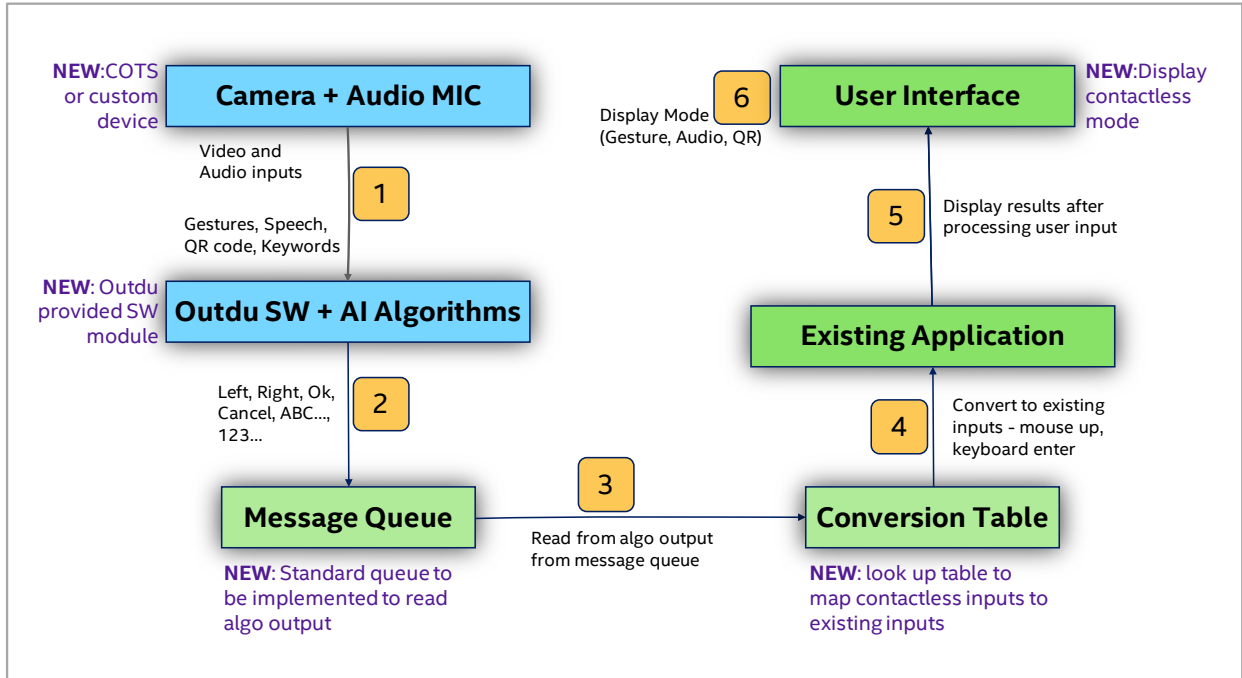 NEW:COTS
or custom
device
Camera + Audio MIC
Video and
Audio inputs
1
Gestures, Speech,
QR code, Keywords
NEW: Outdu
provided SW
module
Outdu SW + AI Algorithms
Left, Right, Ok,
Cancel, ABC...,
123...
2
Message Queue
NEW: Standard queue to
be implemented to read
algo output
3
Read from algo output
from message queue
Conversion Table
NEW: look up table to
map contactless inputs to
existing inputs
4
Convert to existing
inputs - mouse up,
keyboard enter
Existing Application
5
Display results after
processing user input
6
Display Mode
(Gesture, Audio, QR)
User Interface
NEW:Display
contactless
mode